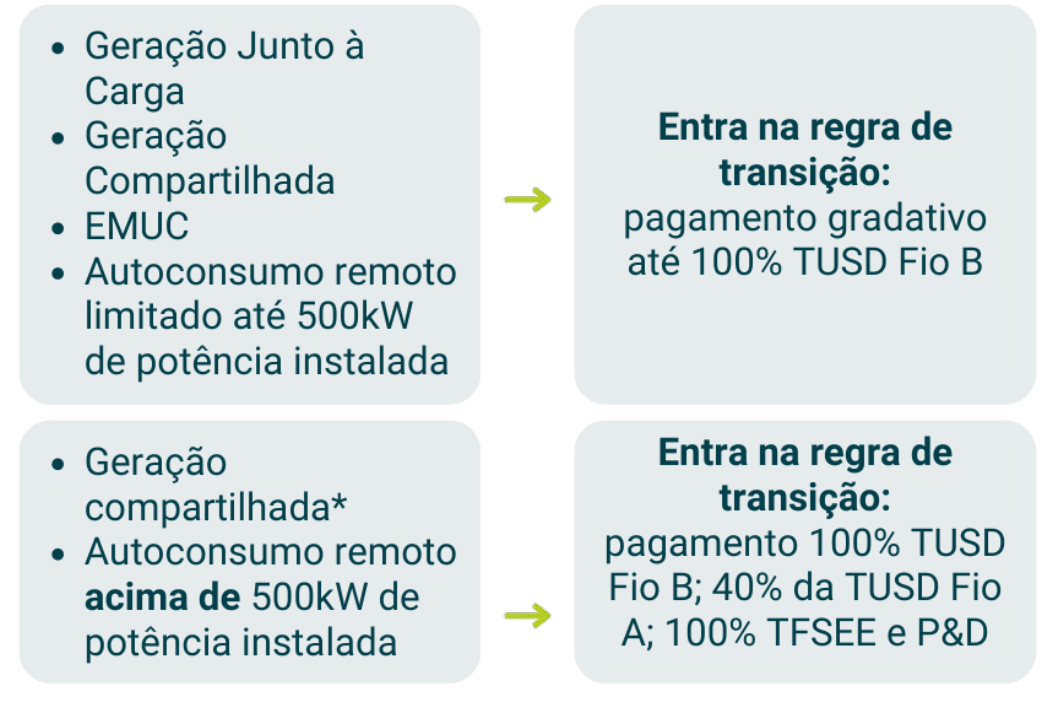 • Geração Junto à
Carga
• Geração
Compartilhada
• EMUC
• Autoconsumo remoto
limitado até 500kW
de potência instalada
Entra na regra de
transição:
pagamento gradativo
até 100% TUSD Fio B
• Geração
compartilhada*
• Autoconsumo remoto
acima de 500kW de
potência instalada
Entra na regra de
transição:
pagamento 100% TUSD
Fio B; 40% da TUSD Fio
A; 100% TFSEE e P&D